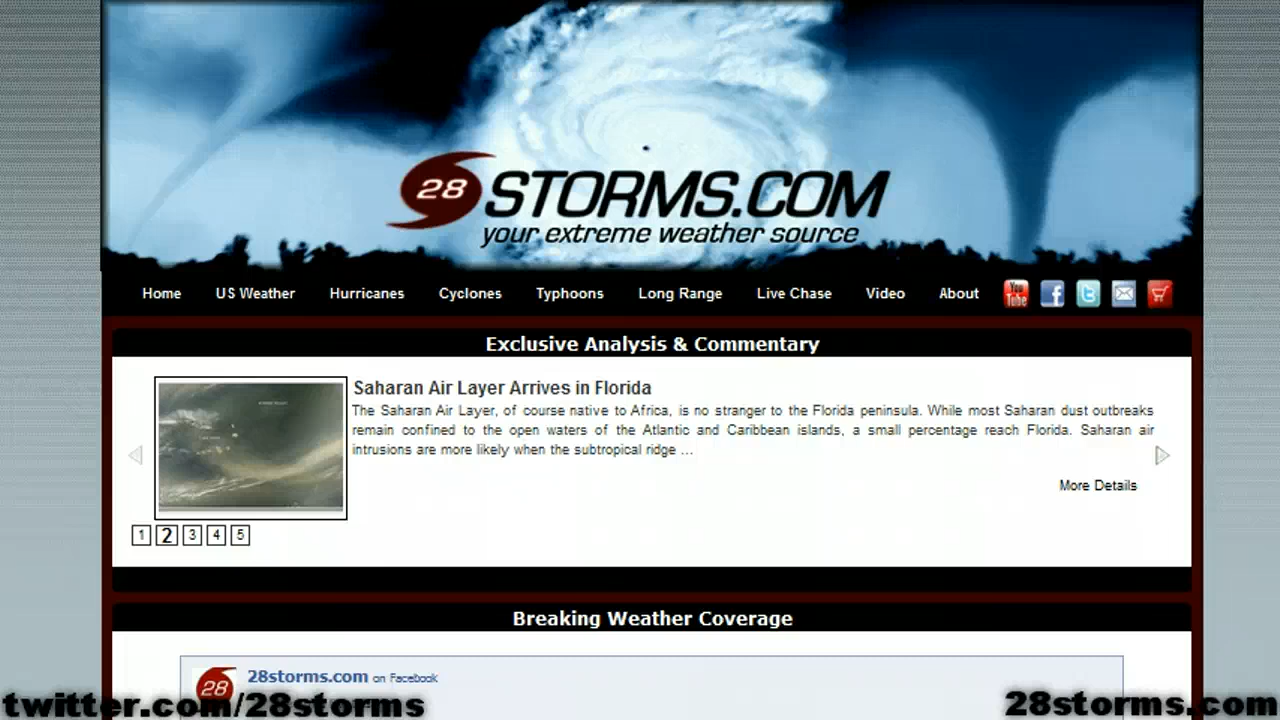 28 STORMS.COM
your extreme weather source
Home US Weather Hurricanes Cyclones Typhoons Long Range Live Chase Video About You Tube
Exclusive Analysis & Commentary
Saharan Air Layer Arrives in Florida
The Saharan Air Layer, of course native to Africa, is no stranger to the Florida peninsula. While most Saharan dust outbreaks
remain confined to the open waters of the Atlantic and Caribbean islands, a small percentage reach Florida. Saharan air
intrusions are more likely when the subtropical ridge ...
More Details
1 2 3 4 5
Breaking Weather Coverage
28 28storms.com on Facebook
twitter.com/28storms 28storms.com